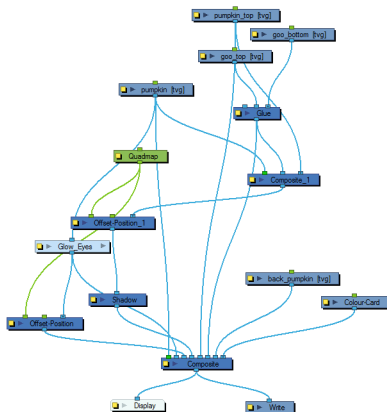 pumpkin_top [tvg]
goo_bottom [tvg]
goo_top [tvg]
pumpkin [tvg]
Glue
Quadmap
Composite_1
Offset-Position_1
Glow_Eyes
back_pumpkin [tvg]
Shadow
Colour-Card
Offset-Position
Composite
Display
Write